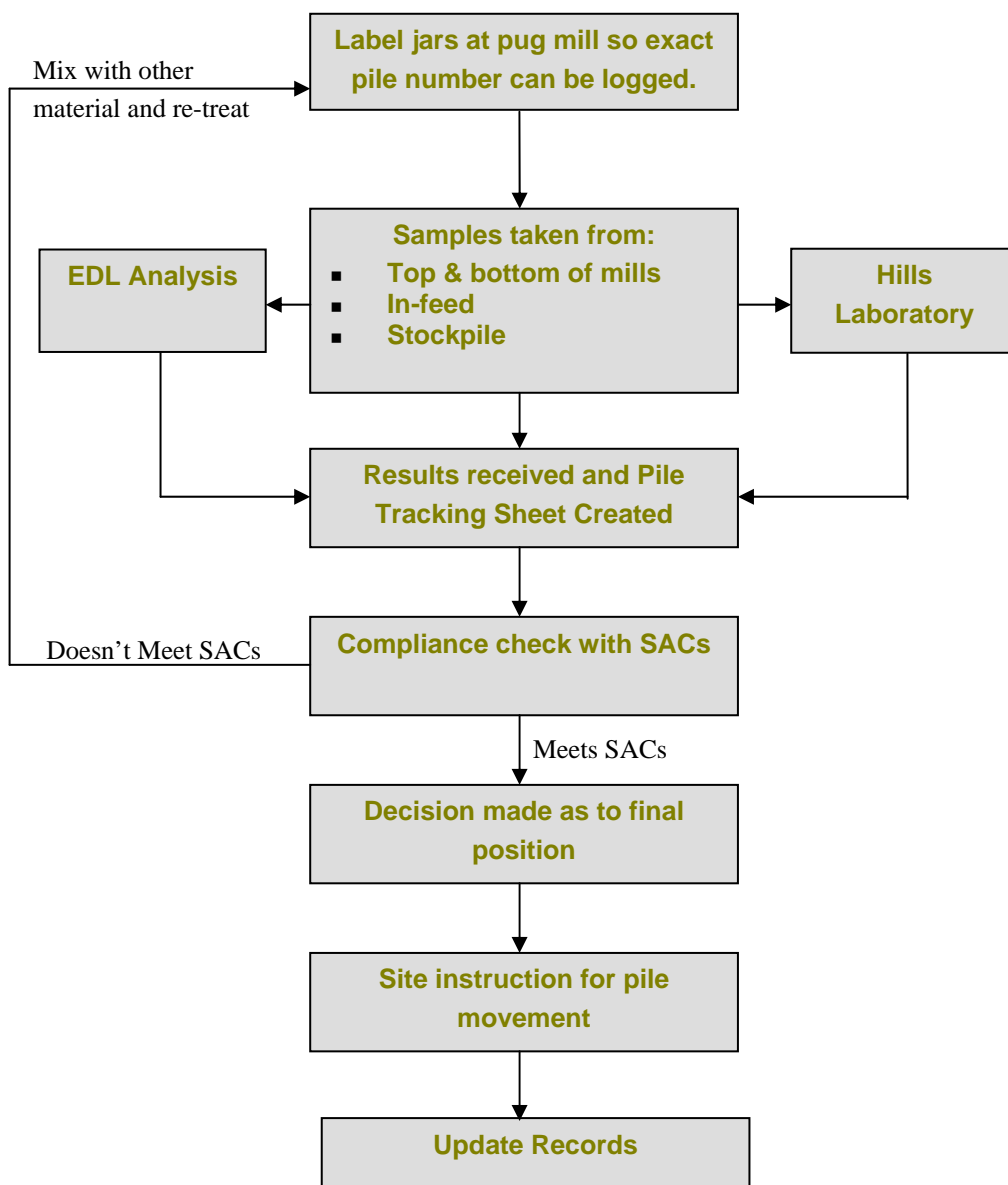 Label jars at pug mill so exact
pile number can be logged.
Mix with other
material and re-treat
Samples taken from:
▪ Top & bottom of mills
▪ In-feed
▪ Stockpile
EDL Analysis
Hills
Laboratory
Results received and Pile
Tracking Sheet Created
Compliance check with SACs
Doesn’t Meet SACs
Meets SACs
Decision made as to final
position
Site instruction for pile
movement
Update Records